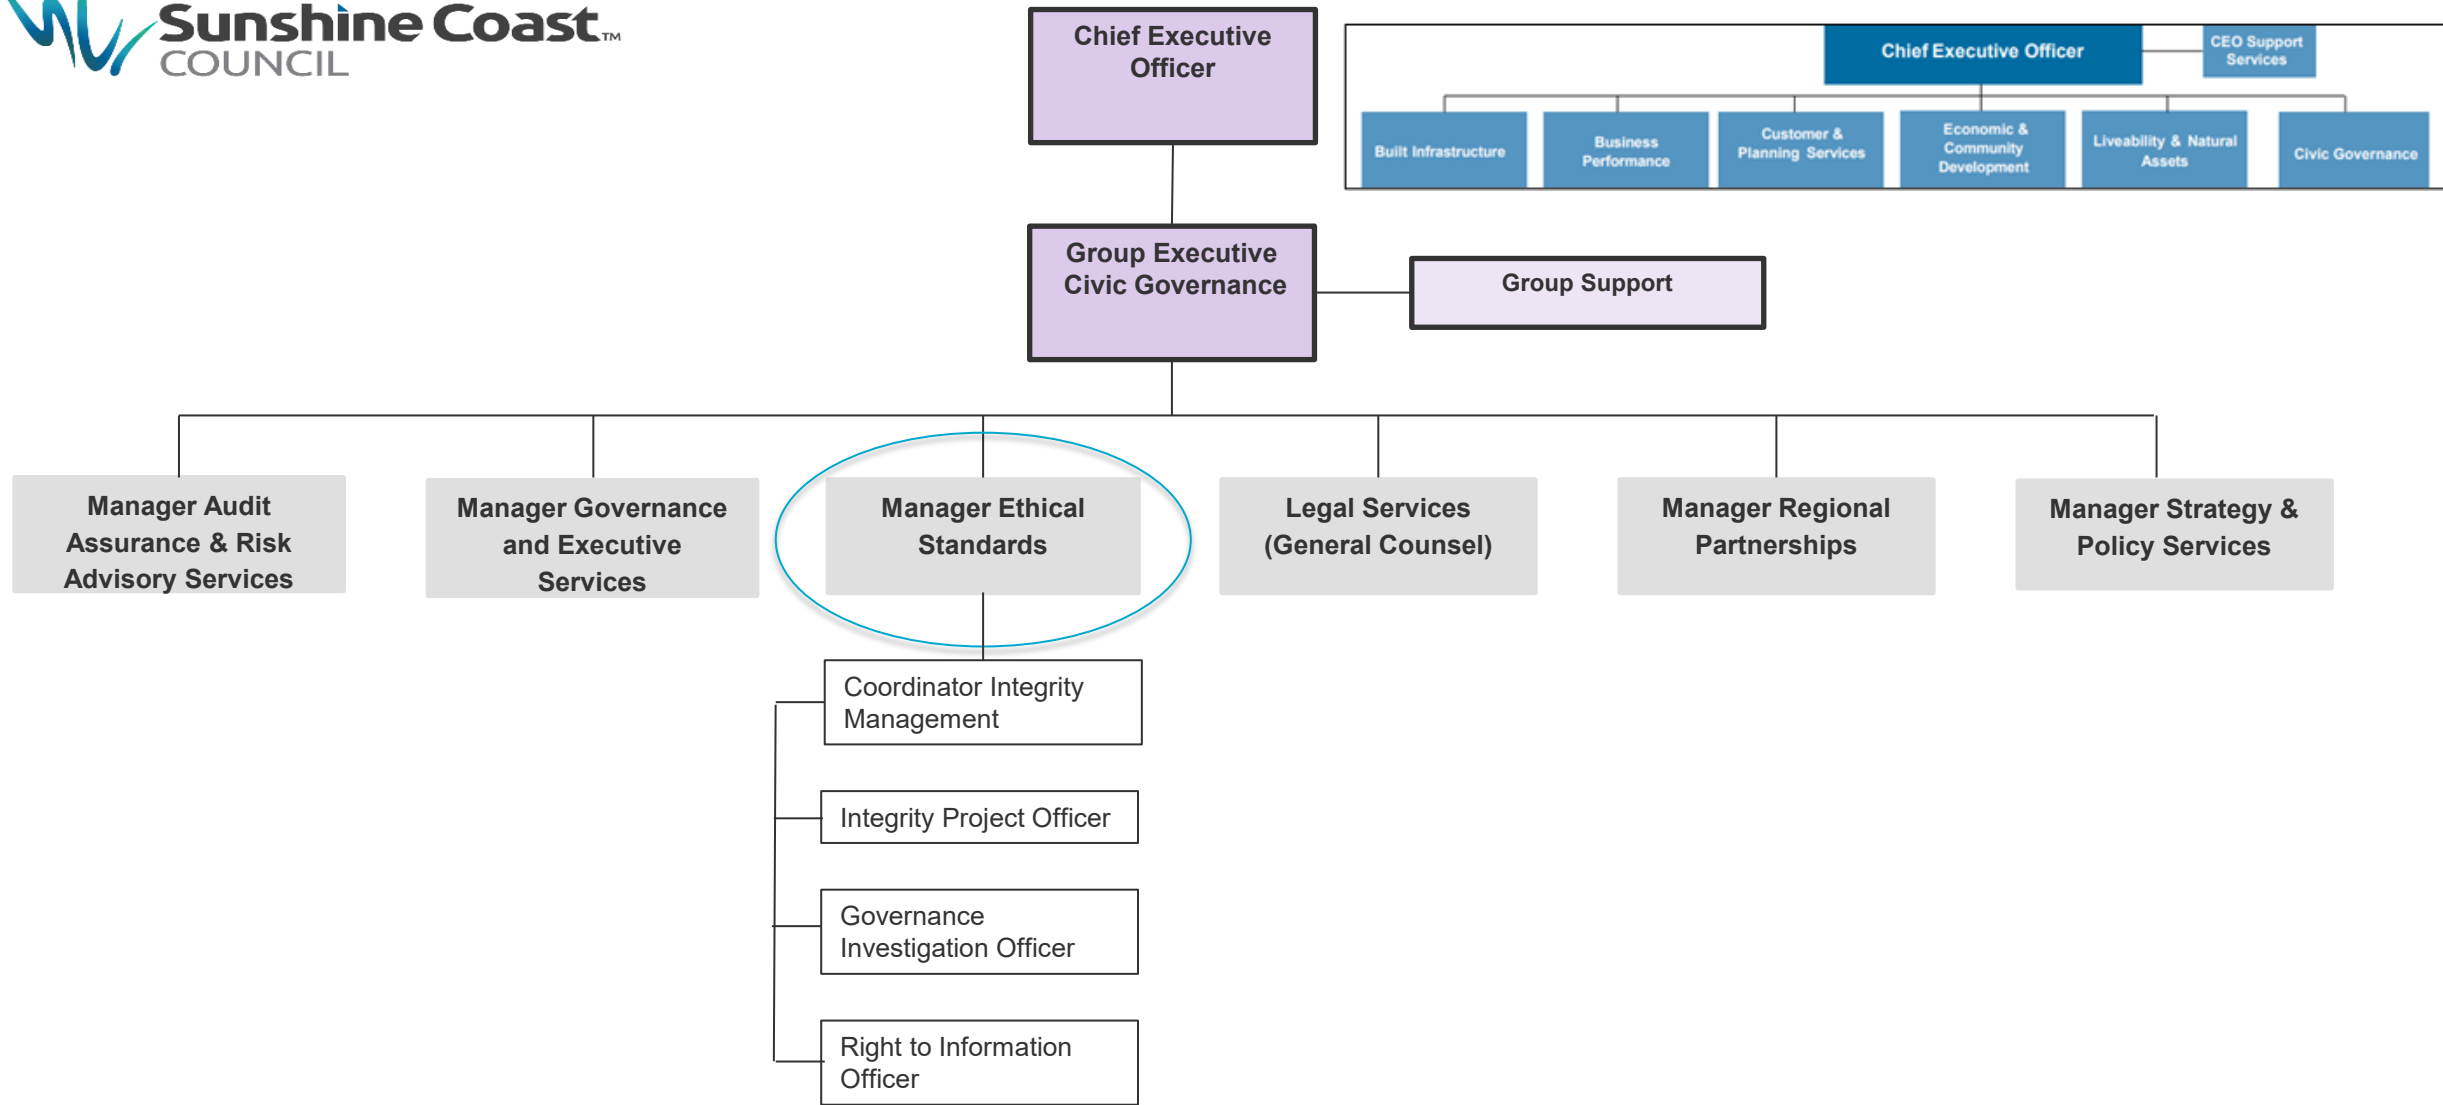 Sunshine Coast™
COUNCIL
Chief Executive
Officer
Chief Executive Officer
CEO Support
Services
Built Infrastructure
Business
Performance
Customer &
Planning Services
Economic &
Community
Development
Liveability & Natural
Assets
Civic Governance
Group Executive
Civic Governance
Group Support
Manager Audit
Assurance & Risk
Advisory Services
Manager Governance
and Executive
Services
Manager Ethical
Standards
Legal Services
(General Counsel)
Manager Regional
Partnerships
Manager Strategy &
Policy Services
Coordinator Integrity
Management
Integrity Project Officer
Governance
Investigation Officer
Right to Information
Officer